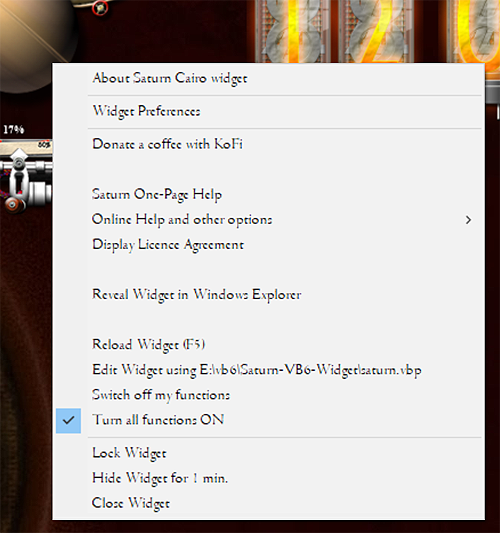 About Saturn Cairo widget
Widget Preferences
17%
Donate a coffee with KoFi
Saturn One-Page Help
Online Help and other options
Display Licence Agreement
Reveal Widget in Windows Explorer
Reload Widget (F5)
Edit Widget using E:\vb6\Saturn-VB6-Widget\saturn.vbp
Switch off my functions
Turn all functions ON
Lock Widget
Hide Widget for 1 min.
Close Widget